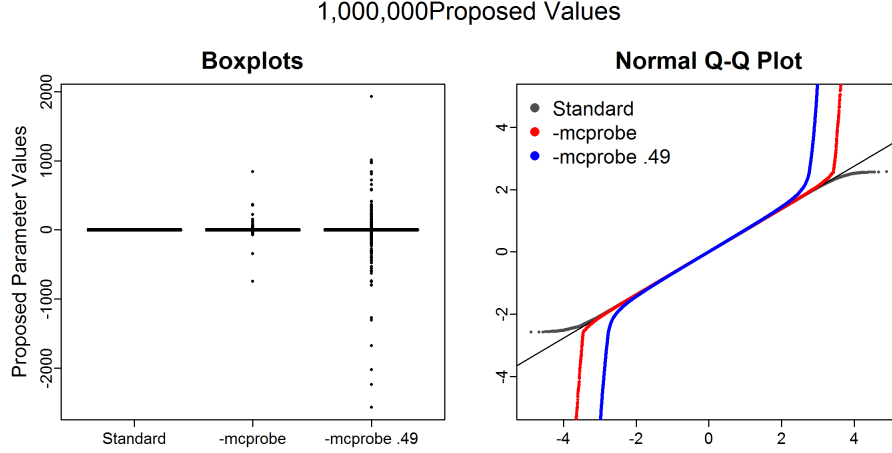 1,000,000Proposed Values
Boxplots
Proposed Parameter Values
2000
1000
0
-1000
-2000
Standard
-mcprobe
-mcprobe .49
Normal Q-Q Plot
Standard
-mcprobe
-mcprobe .49
4
2
0
-2
-4
-4
-2
0
2
4